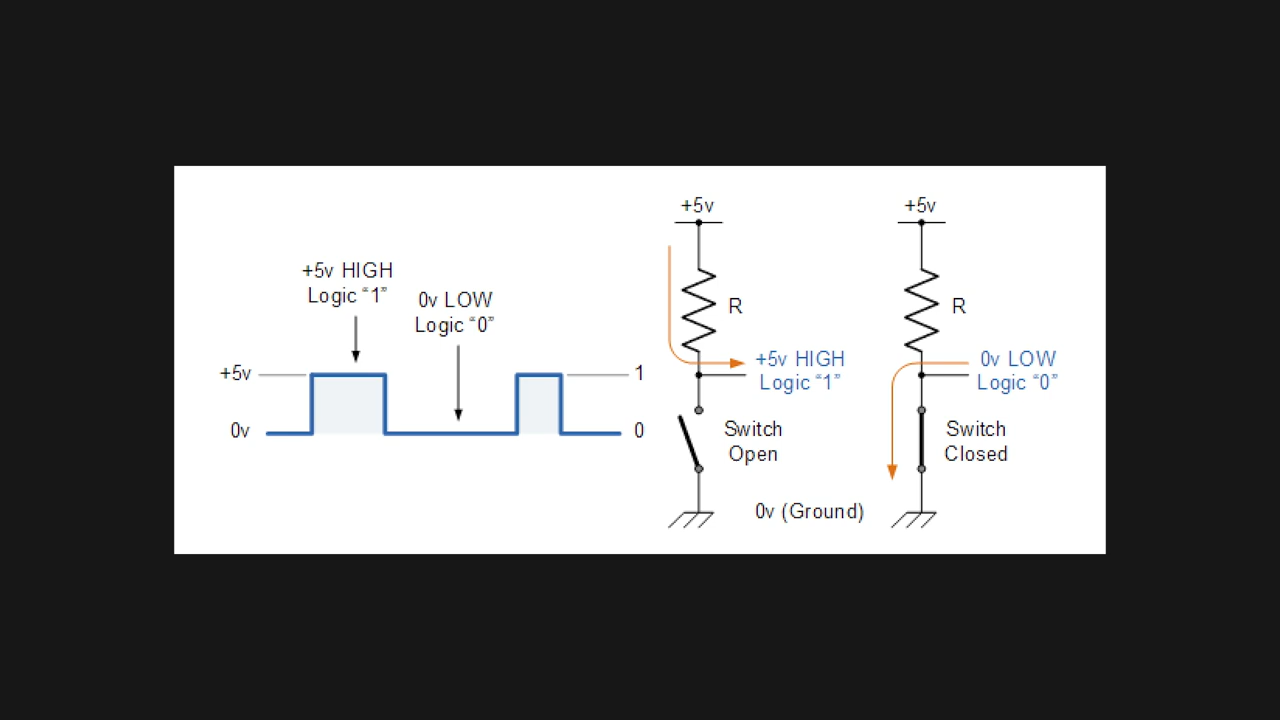 +5v HIGH
Logic “1”
0v LOW
Logic “0”
+5v
0v
1
0
+5v
R
+5v HIGH
Logic “1”
Switch
Open
0v (Ground)
+5v
R
0v LOW
Logic “0”
Switch
Closed